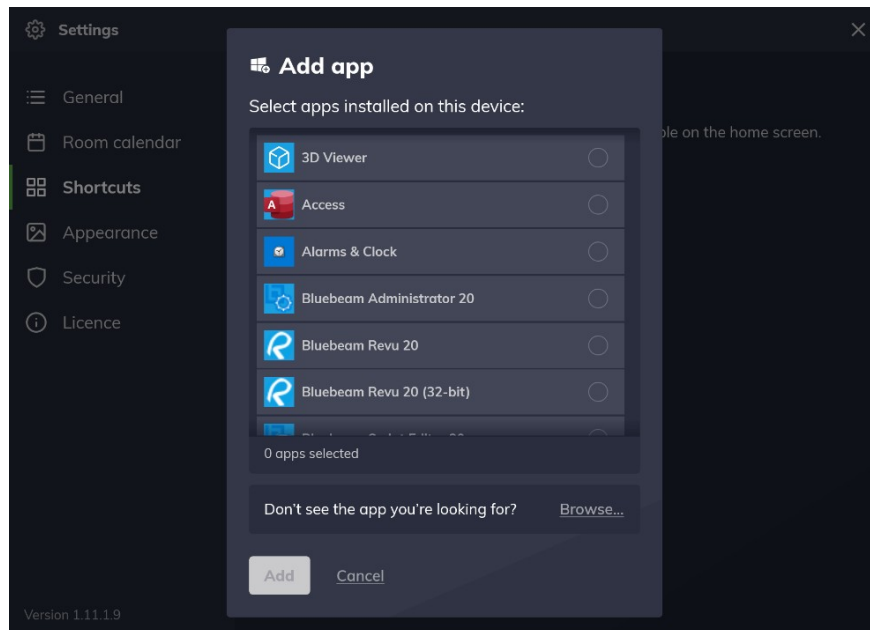 Settings
General
Room calendar
Shortcuts
Appearance
Security
Licence
Version 1.11.1.9
ble on the home screen.
Add app
Select apps installed on this device:
3D Viewer
A Access
Alarms & Clock
Bluebeam Administrator 20
Bluebeam Revu 20
Bluebeam Revu 20 (32-bit)
0 apps selected
Don't see the app you're looking for? Browse...
Add Cancel